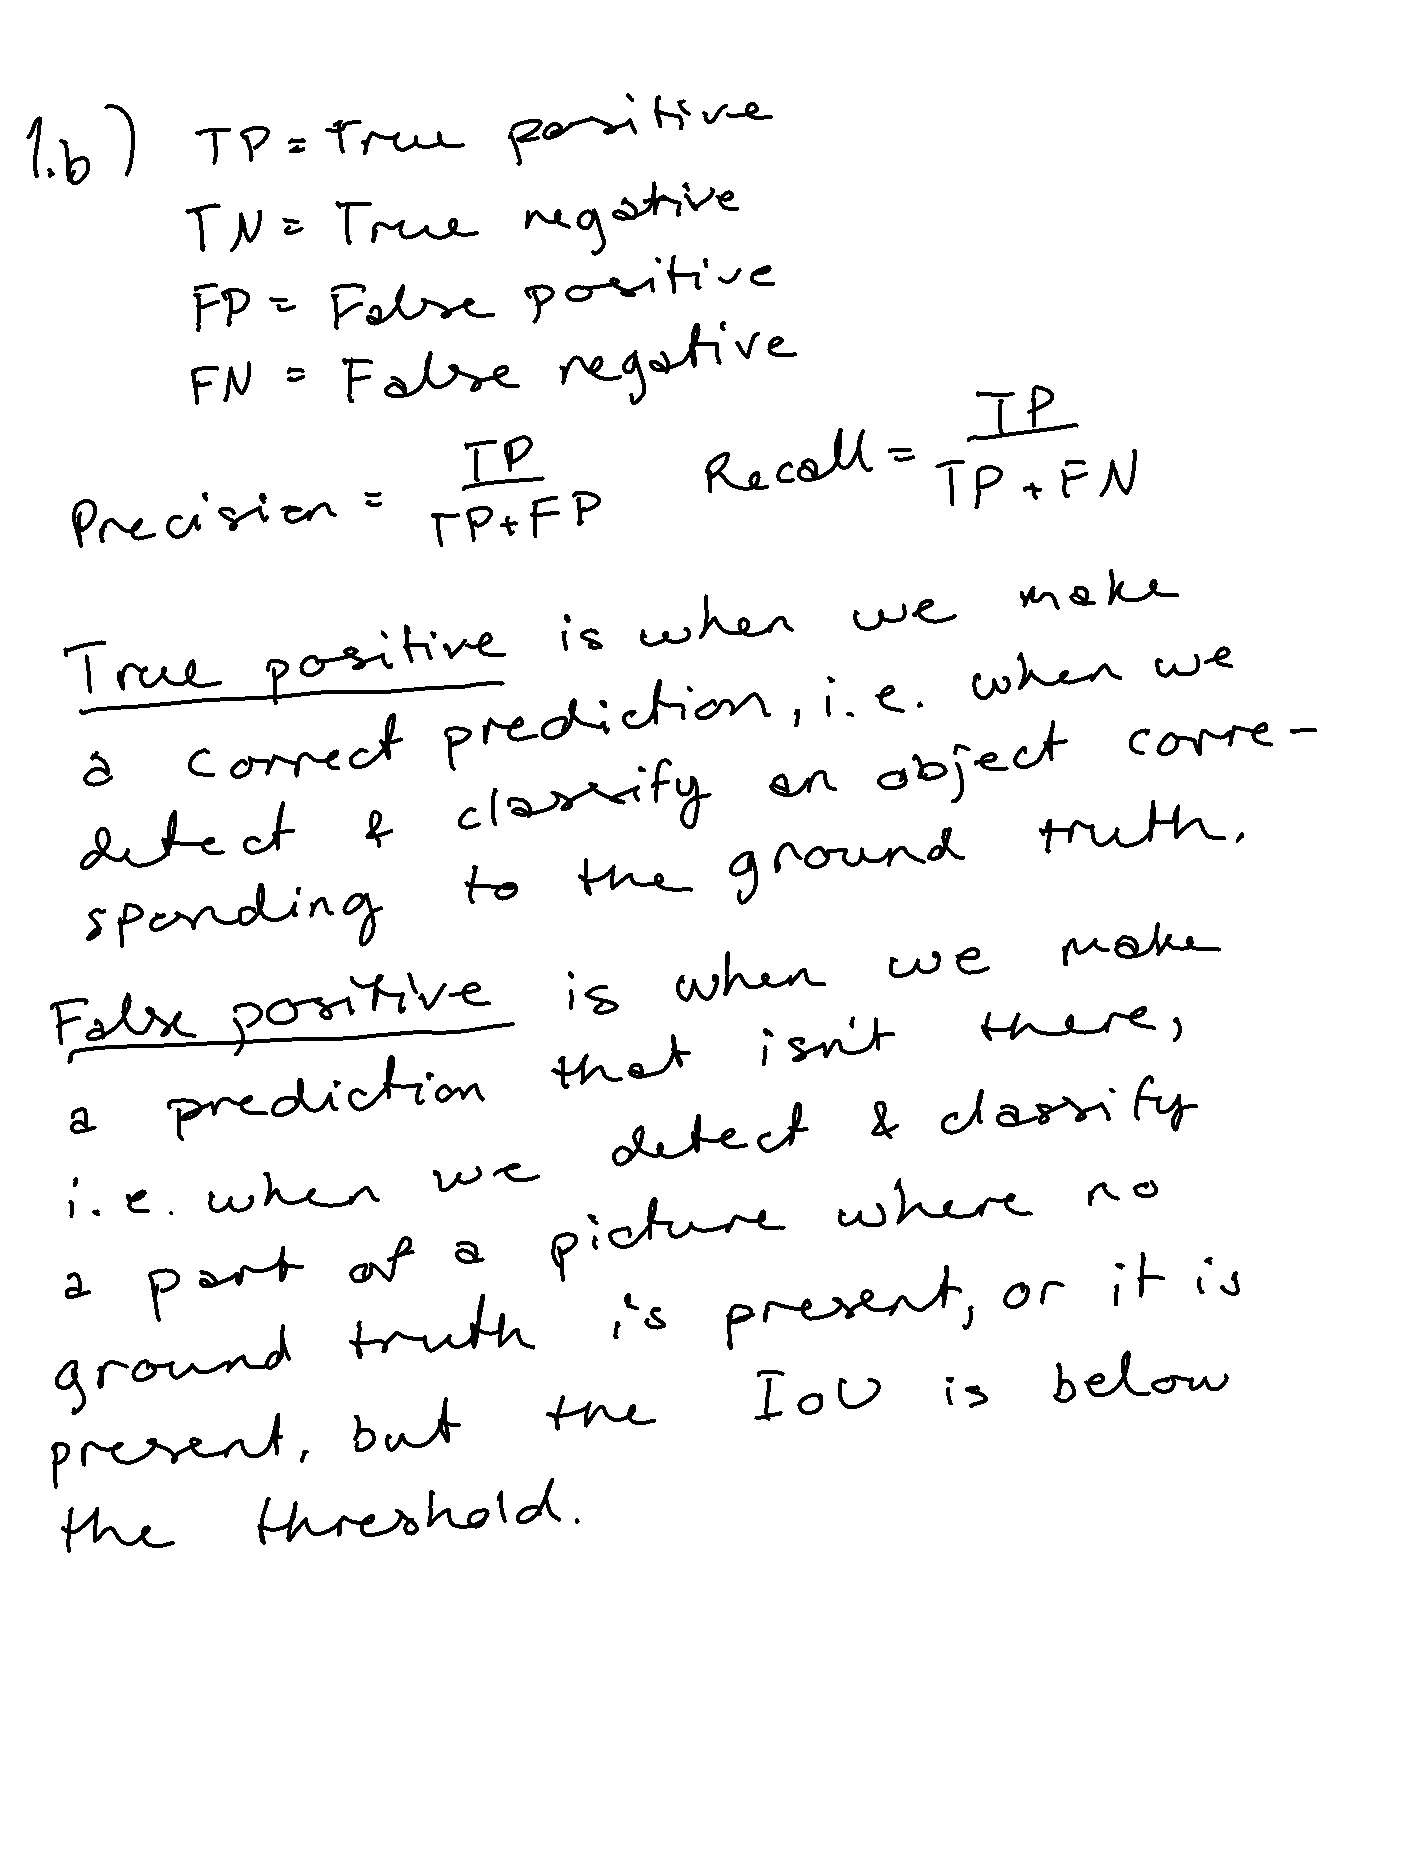 1.b) TP = True positive
TN = True negative
FP = False positive
FN = False negative
Precision = TP / TP+FP Recall = TP / TP+FN
True positive is when we make
a correct prediction, i.e. when we
detect & classify an object corre-
sponding to the ground truth.
False positive is when we make
a prediction that isn't there,
i.e. when we detect & classify
a part of a picture where no
ground truth is present, or it is
present, but the IoU is below
the threshold.